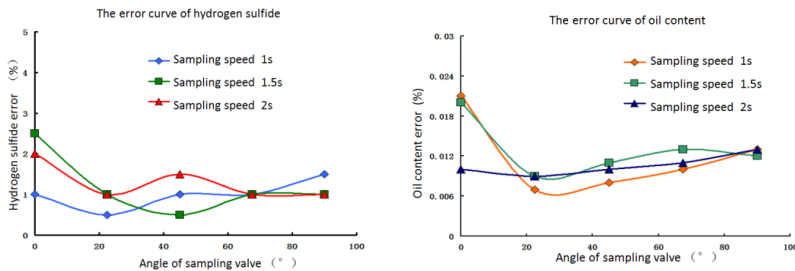 The error curve of hydrogen sulfide
5
4
3
2
1
0
Hydrogen sulfide error (%)
Sampling speed 1s
Sampling speed 1.5s
Sampling speed 2s
0 20 40 60 80 100
Angle of sampling valve (°)
The error curve of oil content
0.03
0.024
0.018
0.012
0.006
0
Oil content error (%)
Sampling speed 1s
Sampling speed 1.5s
Sampling speed 2s
0 20 40 60 80 100
Angle of sampling valve (°)